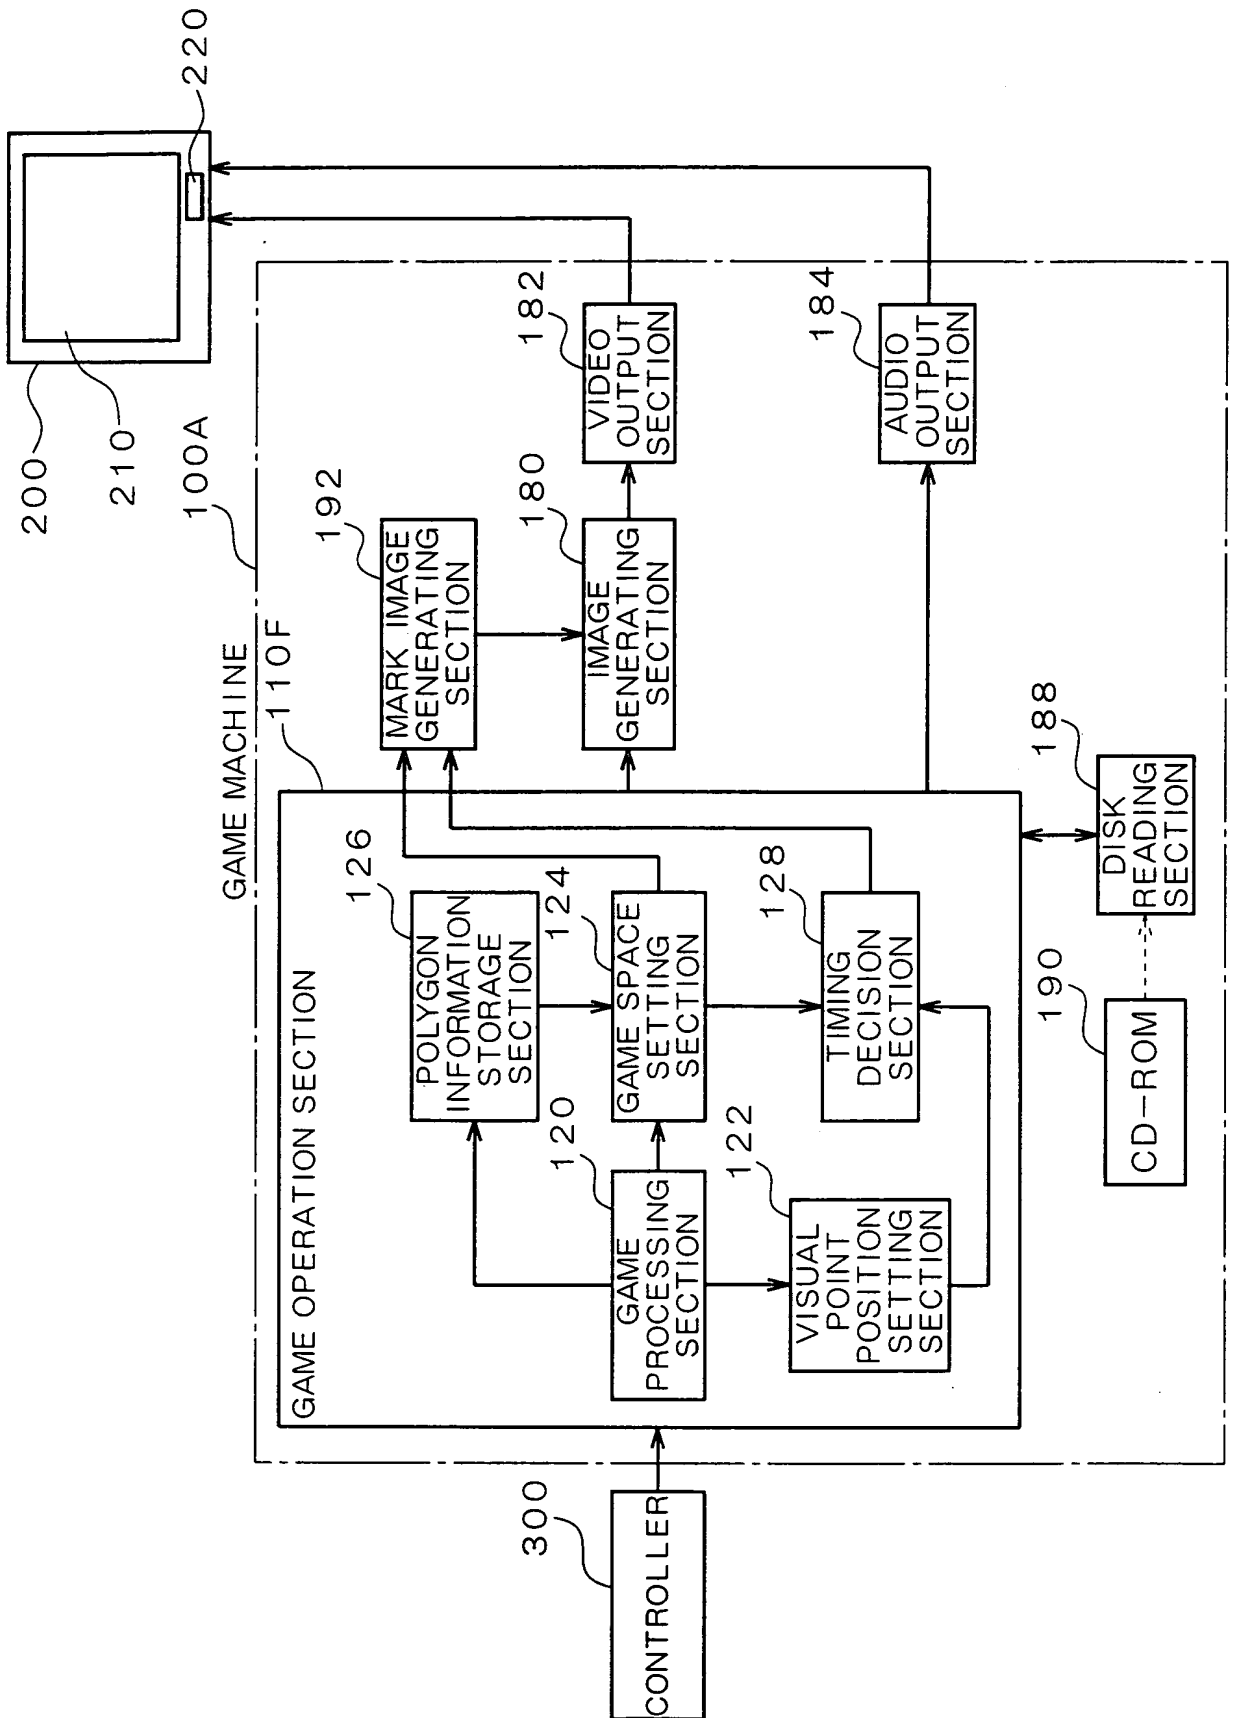 200
210
220
GAME MACHINE
100A
GAME OPERATION SECTION
110F
300
CONTROLLER
126
POLYGON
INFORMATION
STORAGE
SECTION
120
GAME
PROCESSING
SECTION
124
GAME SPACE
SETTING
SECTION
122
VISUAL
POINT
POSITION
SETTING
SECTION
128
TIMING
DECISION
SECTION
192
MARK IMAGE
GENERATING
SECTION
180
IMAGE
GENERATING
SECTION
182
VIDEO
OUTPUT
SECTION
184
AUDIO
OUTPUT
SECTION
190
CD-ROM
188
DISK
READING
SECTION